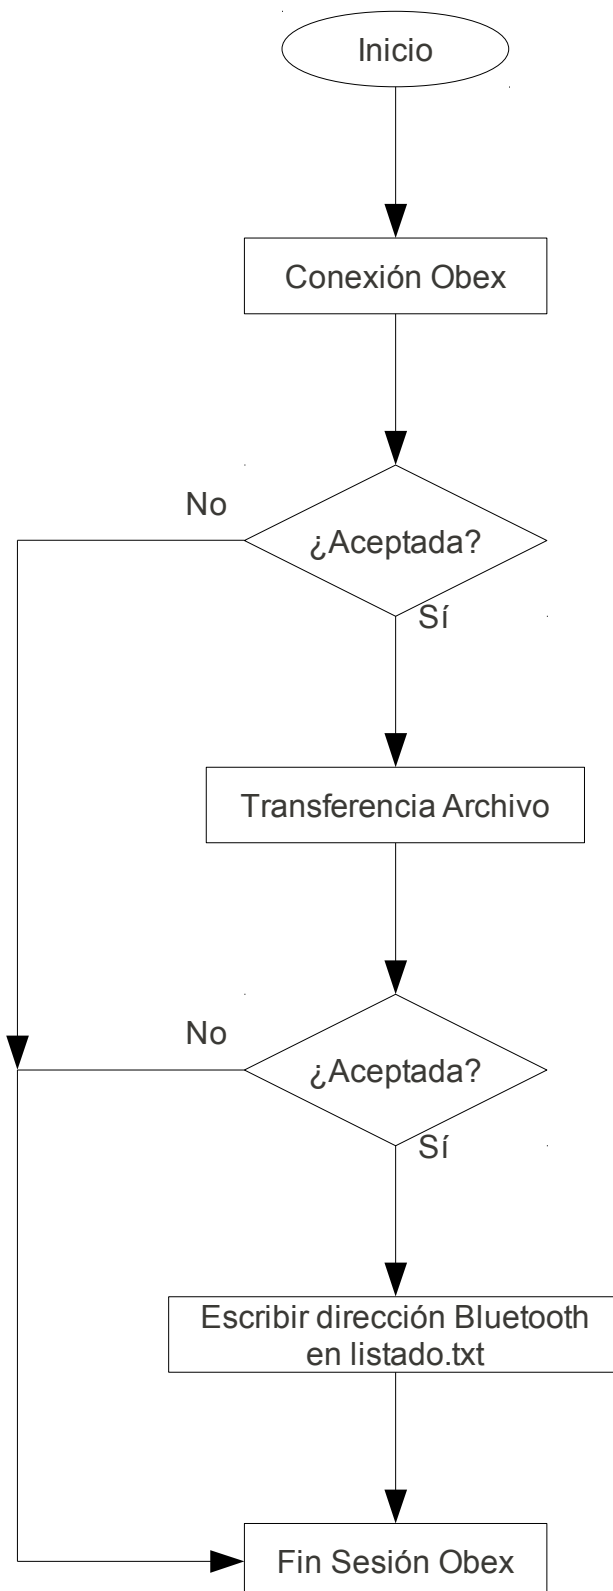 Inicio
Conexión Obex
No
¿Aceptada?
Sí
Transferencia Archivo
No
¿Aceptada?
Sí
Escribir dirección Bluetooth
en listado.txt
Fin Sesión Obex